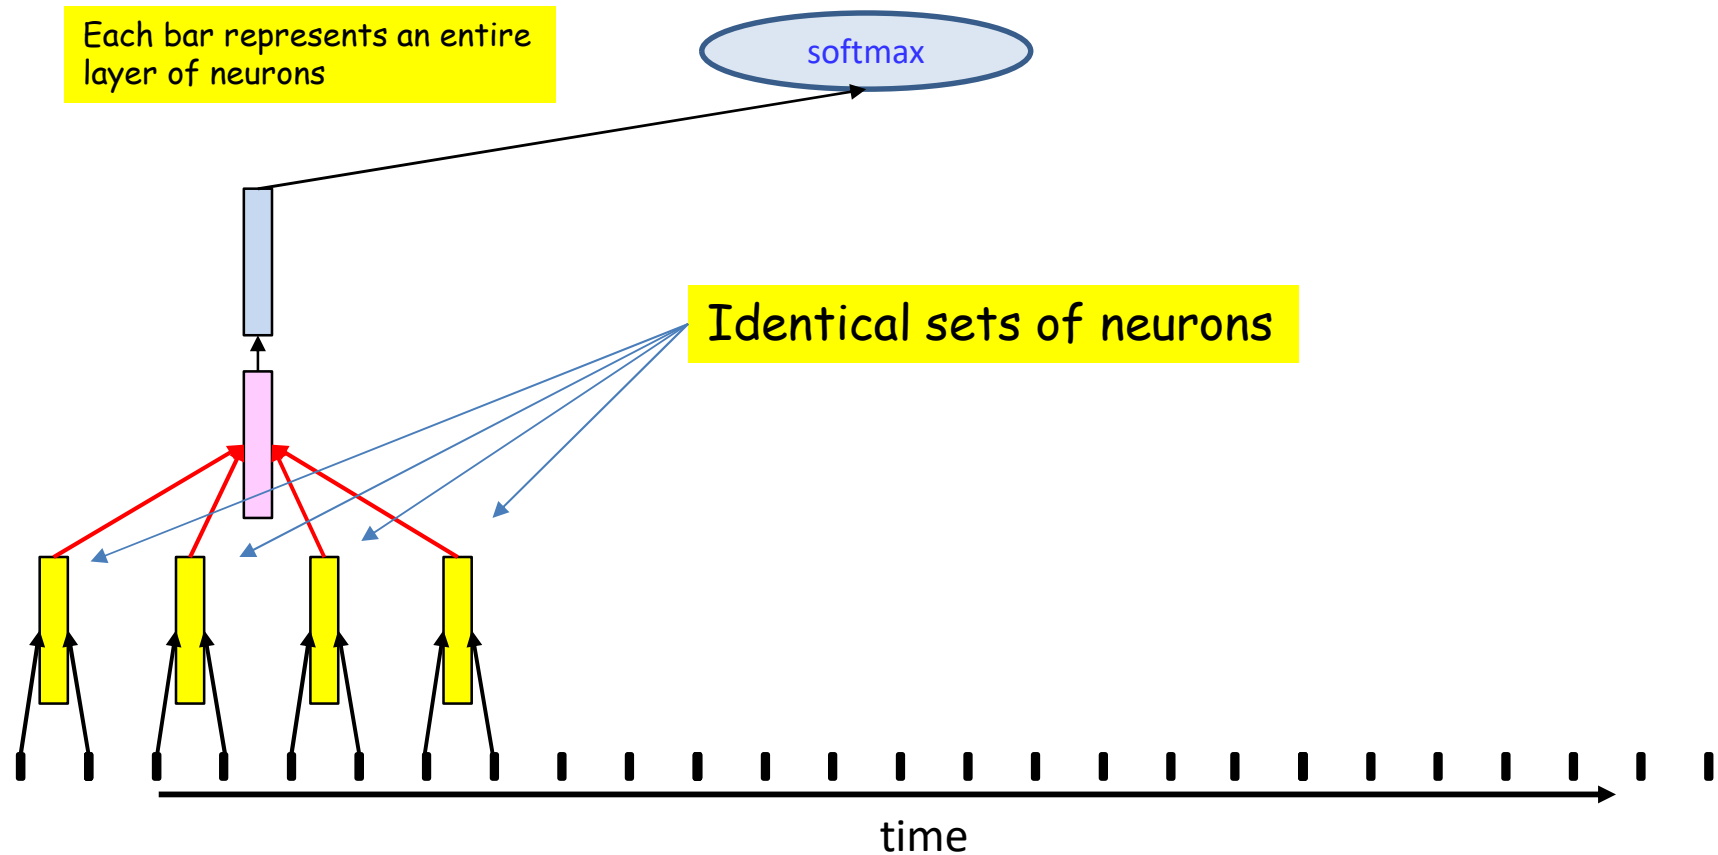 Each bar represents an entire
layer of neurons
softmax
Identical sets of neurons
time